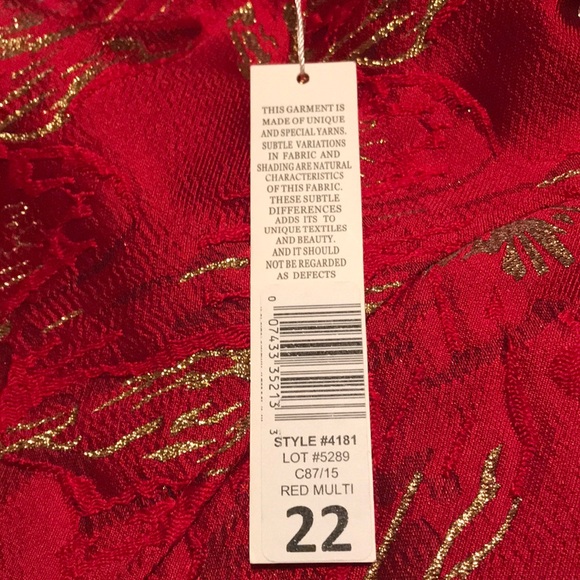 THIS GARMENT IS
MADE OF UNIQUE
AND SPECIAL YARNS.
SUBTLE VARIATIONS
IN FABRIC AND
SHADING ARE NATURAL
CHARACTERISTICS
OF THIS FABRIC.
THESE SUBTLE
DIFFERENCES
ADDS ITS TO
UNIQUE TEXTILES
AND BEAUTY.
AND IT SHOULD
NOT BE REGARDED
AS DEFECTS
0 07433 35213 3
STYLE #4181
LOT #5289
C87/15
RED MULTI
22